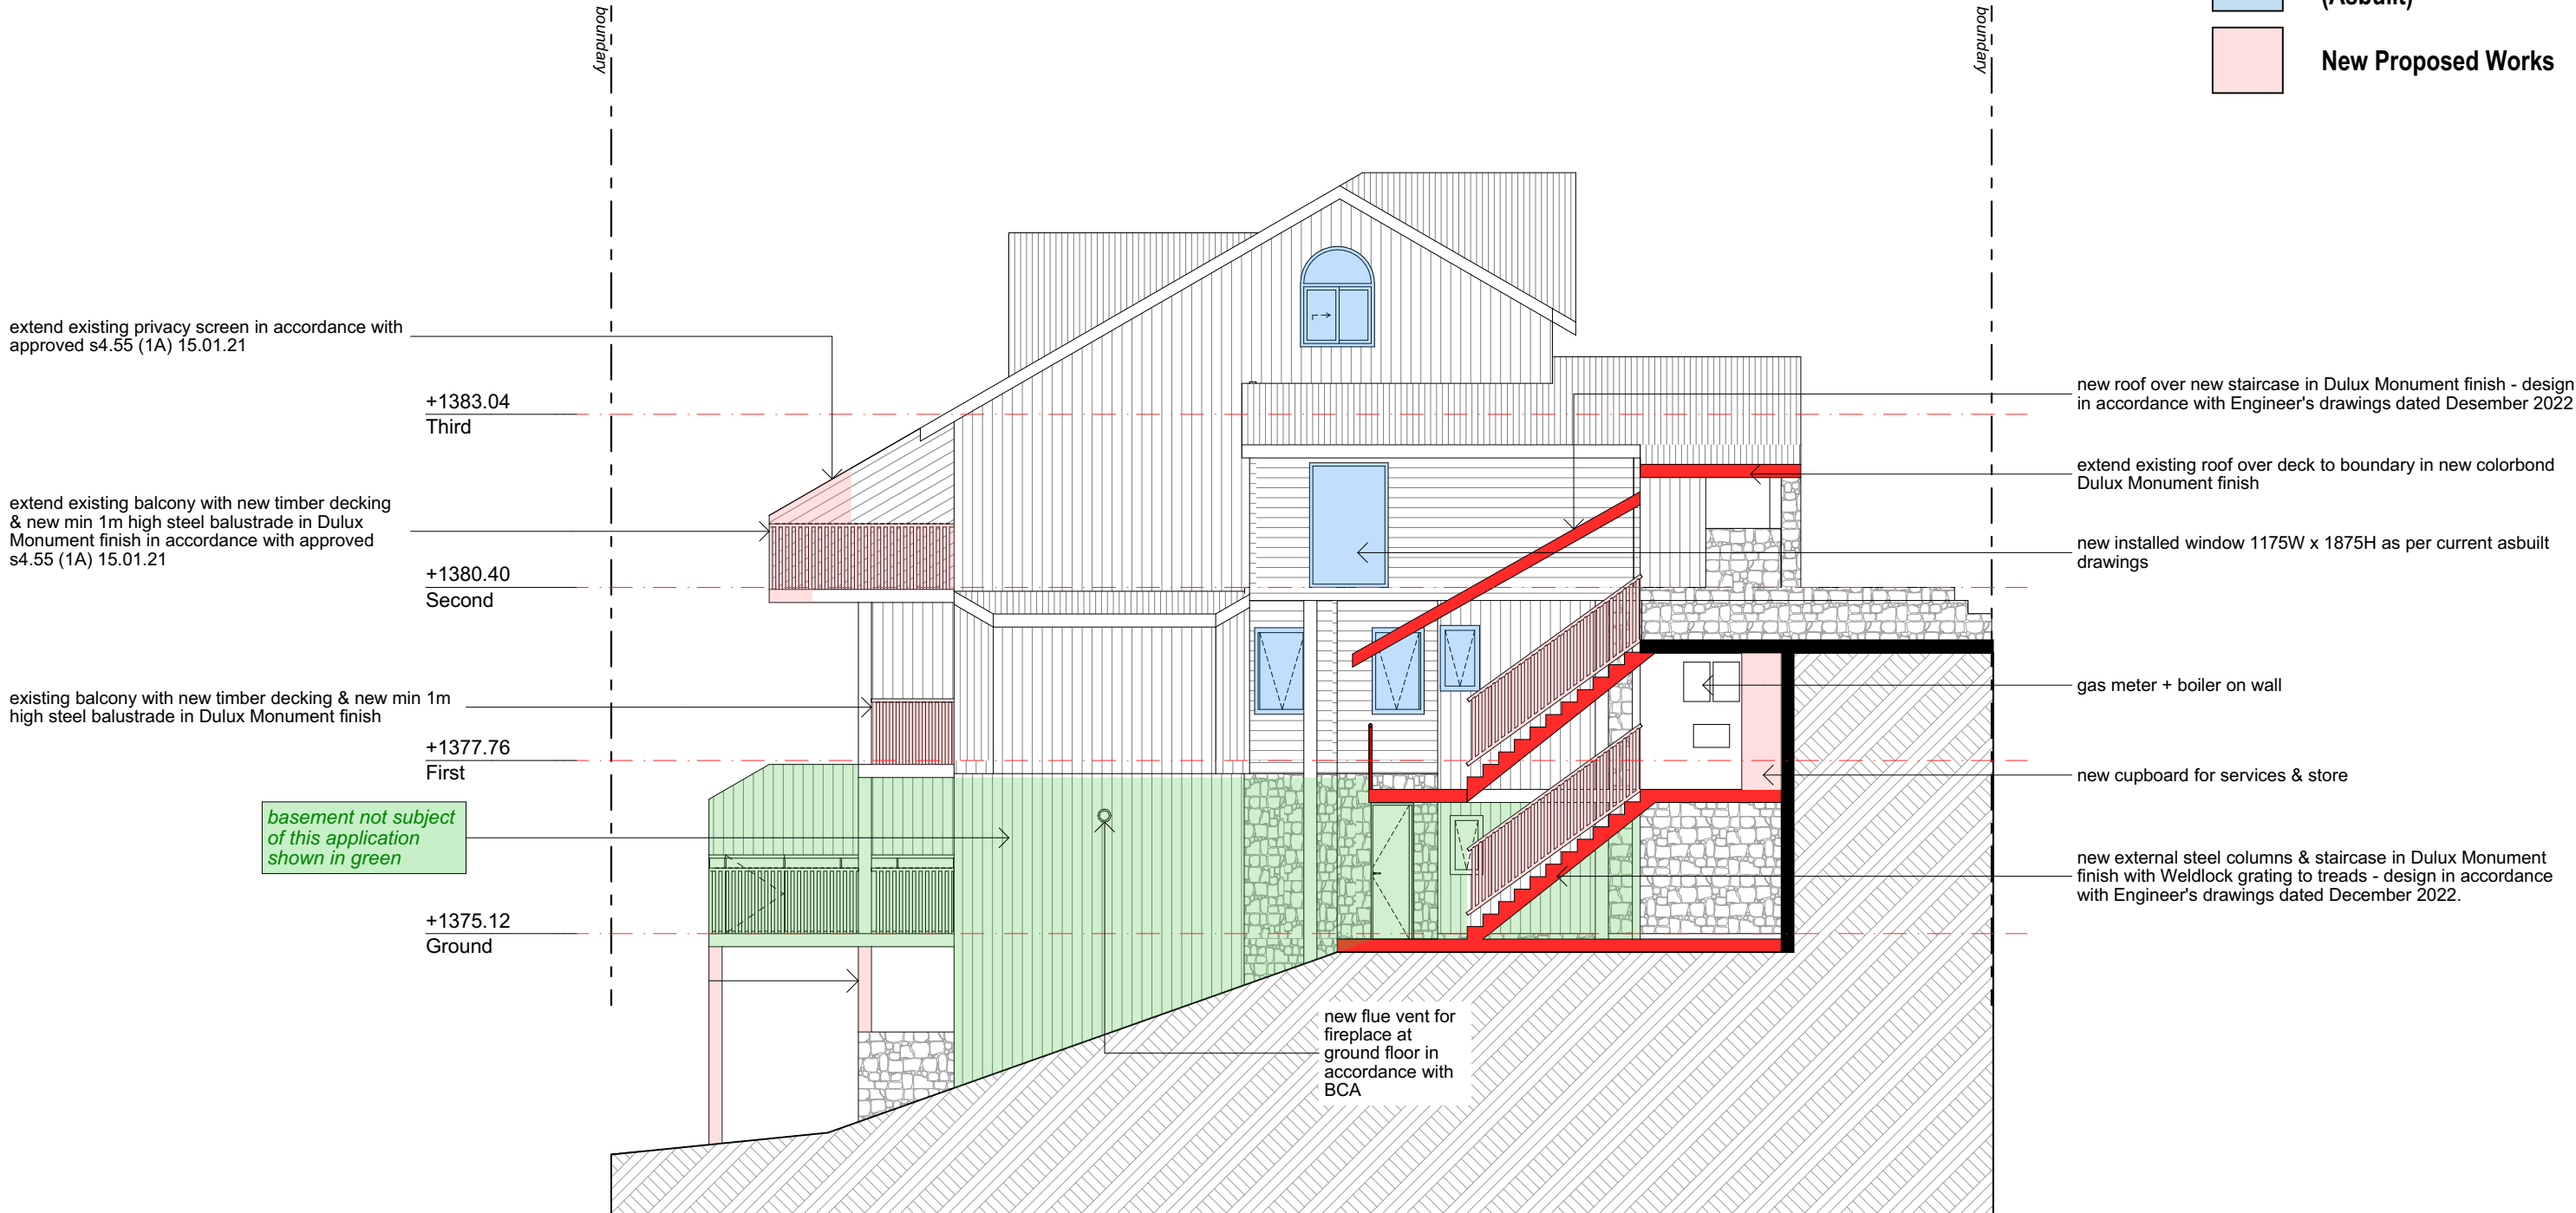 boundary
boundary
(Asbuilt)
New Proposed Works
extend existing privacy screen in accordance with
approved s4.55 (1A) 15.01.21
+1383.04
Third
extend existing balcony with new timber decking
& new min 1m high steel balustrade in Dulux
Monument finish in accordance with approved
s4.55 (1A) 15.01.21
+1380.40
Second
existing balcony with new timber decking & new min 1m
high steel balustrade in Dulux Monument finish
+1377.76
First
basement not subject
of this application
shown in green
+1375.12
Ground
new flue vent for
fireplace at
ground floor in
accordance with
BCA
new roof over new staircase in Dulux Monument finish - design
in accordance with Engineer's drawings dated Desember 2022
extend existing roof over deck to boundary in new colorbond
Dulux Monument finish
new installed window 1175W x 1875H as per current asbuilt
drawings
gas meter + boiler on wall
new cupboard for services & store
new external steel columns & staircase in Dulux Monument
finish with Weldlock grating to treads - design in accordance
with Engineer's drawings dated December 2022.